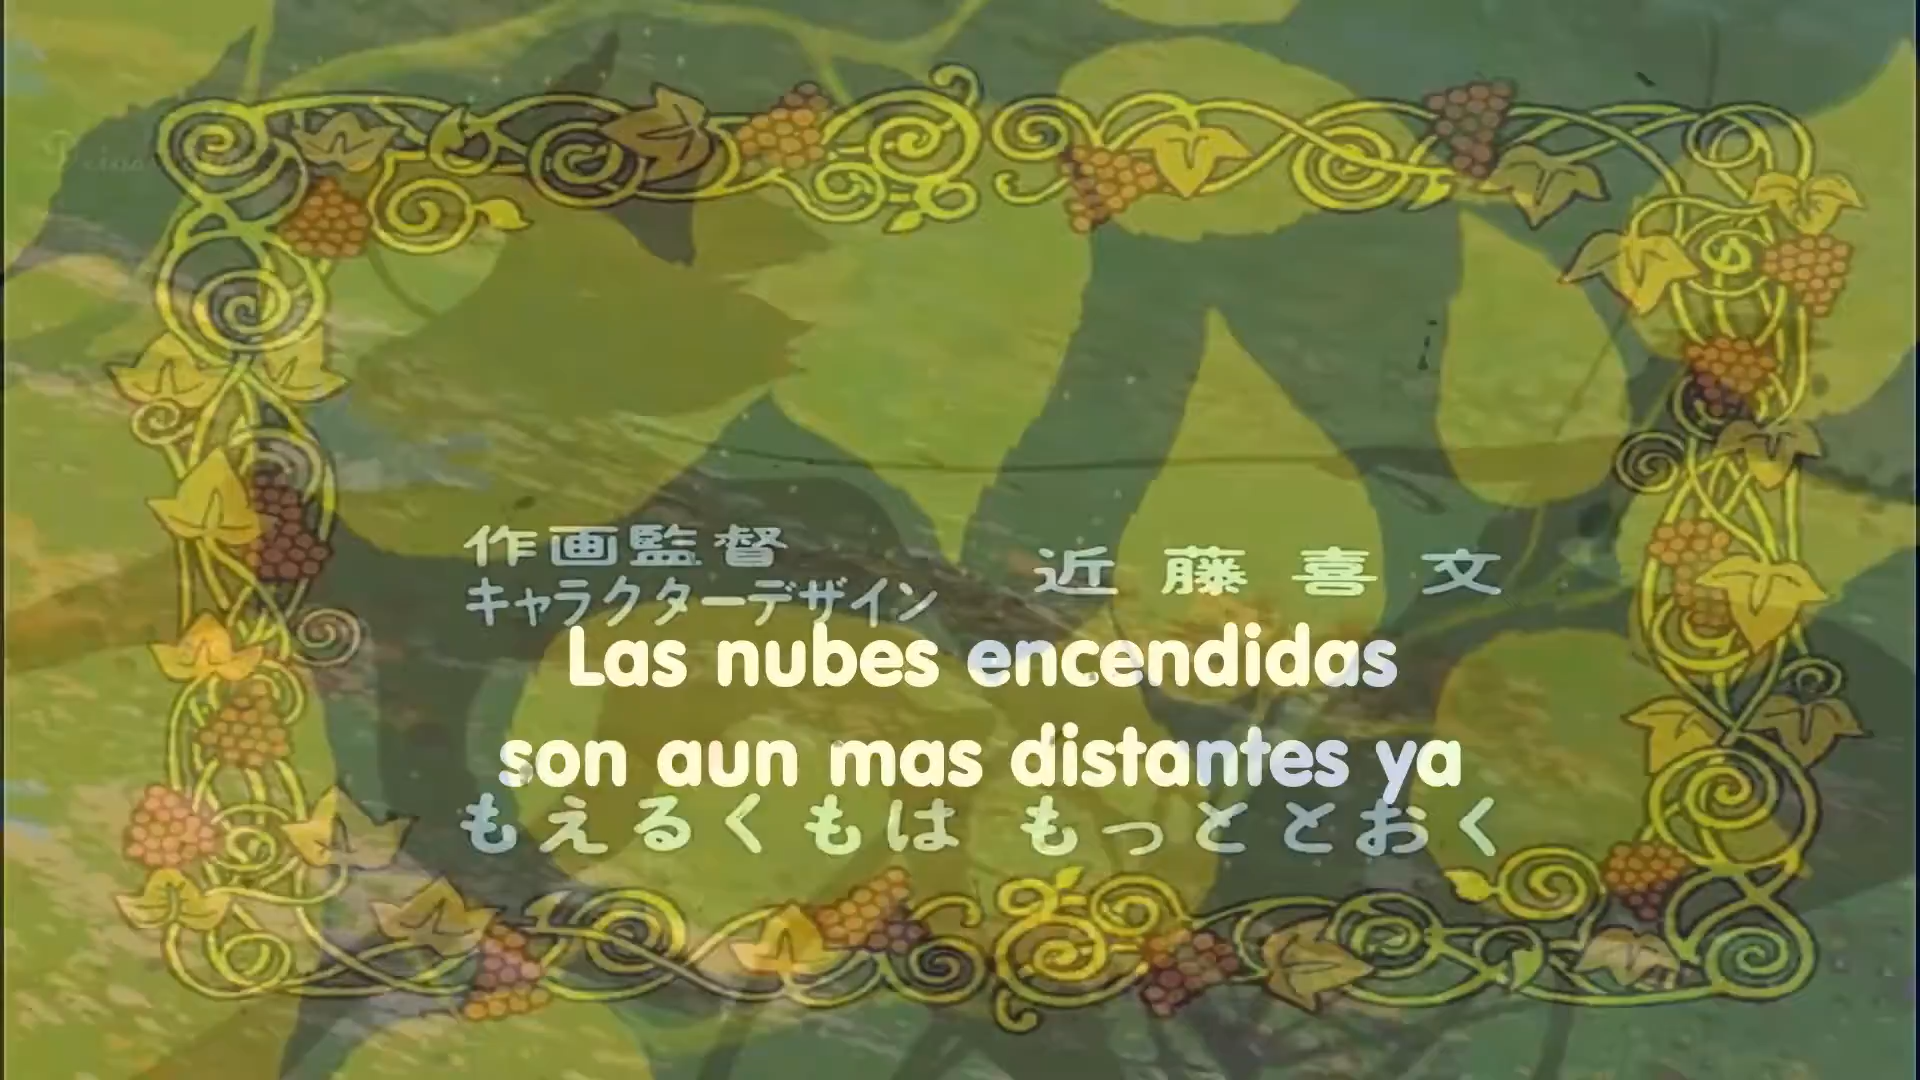 作画監督
キャラクターデザイン
近藤喜文
Las nubes encendidas
son aun mas distantes ya
もえるくもは もっととおく